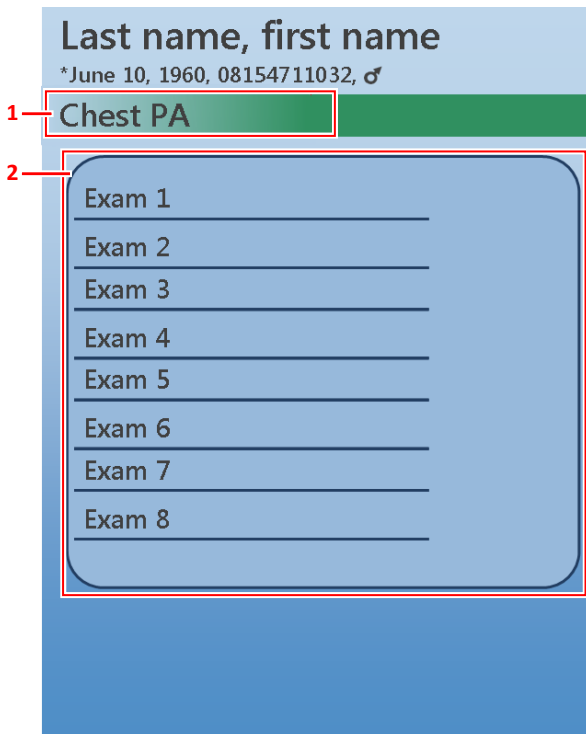 Last name, first name
*June 10, 1960, 08154711032, ♂
1
Chest PA
2
Exam 1
Exam 2
Exam 3
Exam 4
Exam 5
Exam 6
Exam 7
Exam 8